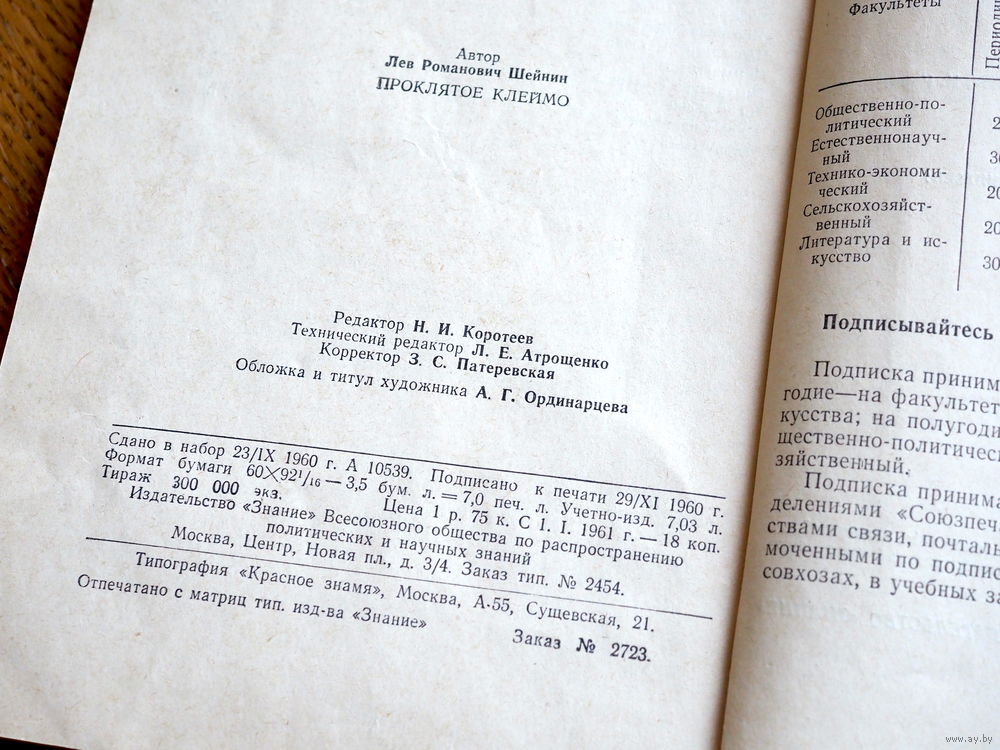 Автор
Лев Романович Шейнин
ПРОКЛЯТОЕ КЛЕЙМО
Редактор Н. И. Коротеев
Технический редактор Л. Е. Атрощенко
Корректор З. С. Патеревская
Обложка и титул художника А. Г. Ординарцева
Сдано в набор 23/IX 1960 г. А 10539. Подписано к печати 29/XI 1960 г.
Формат бумаги 60×92¹/₁₆ — 3,5 бум. л. = 7,0 печ. л. Учетно-изд. 7,03 л.
Тираж 300 000 экз. Цена 1 р. 75 к. С 1. I. 1961 г. — 18 коп.
Издательство «Знание» Всесоюзного общества по распространению
политических и научных знаний
Москва, Центр, Новая пл., д. 3/4. Заказ тип. № 2454.
Типография «Красное знамя», Москва, А-55, Сущевская, 21.
Отпечатано с матриц тип. изд-ва «Знание»
Заказ № 2723.
Факультеты
Общественно-по-
литический
Естественнонауч-
ный
Технико-экономи-
ческий
Сельскохозяйст-
венный
Литература и ис-
кусство
Подписывайтесь
Подписка приним
годие—на факультет
кусства; на полугоди
щественно-политичес
зяйственный.
Подписка принима
делениями «Союзпеч
ствами связи, почталь
моченными по подпис
совхозах, в учебных за
www.ay.by